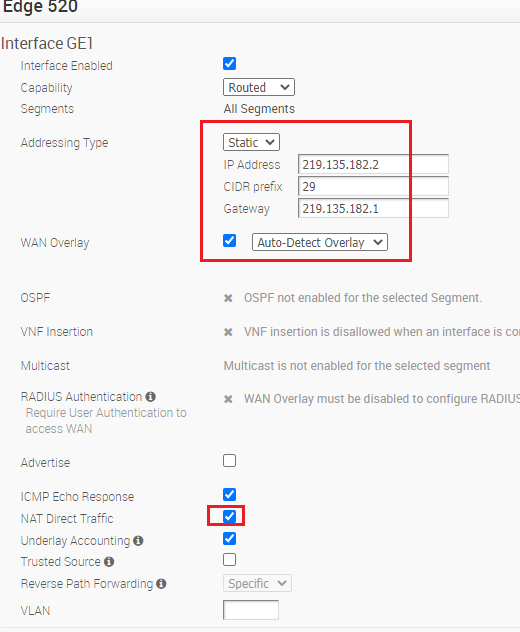 Edge 520
Interface GE1
Interface Enabled
Capability Routed
Segments All Segments
Addressing Type Static
IP Address 219.135.182.2
CIDR prefix 29
Gateway 219.135.182.1
WAN Overlay Auto-Detect Overlay
OSPF OSPF not enabled for the selected Segment.
VNF Insertion VNF insertion is disallowed when an interface is co
Multicast Multicast is not enabled for the selected segment
RADIUS Authentication WAN Overlay must be disabled to configure RADIUS
Require User Authentication to
access WAN
Advertise
ICMP Echo Response
NAT Direct Traffic
Underlay Accounting
Trusted Source
Reverse Path Forwarding Specific
VLAN